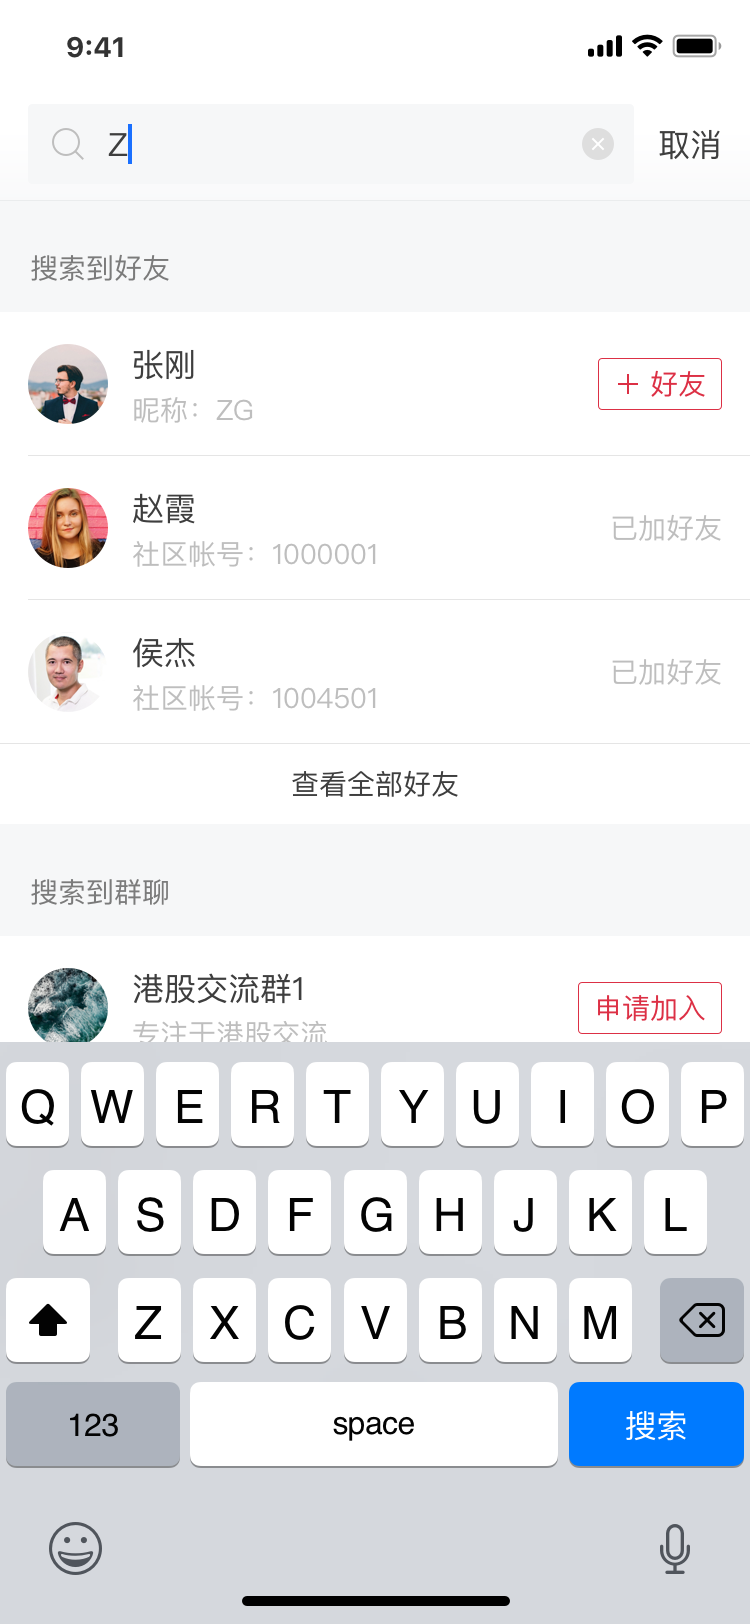 9:41
Z
取消
搜索到好友
张刚
昵称：ZG
+ 好友
赵霞
社区帐号：1000001
已加好友
侯杰
社区帐号：1004501
已加好友
查看全部好友
搜索到群聊
港股交流群1
专注于港股交流
申请加入
Q W E R T Y U I O P
A S D F G H J K L
Z X C V B N M
123 space 搜索